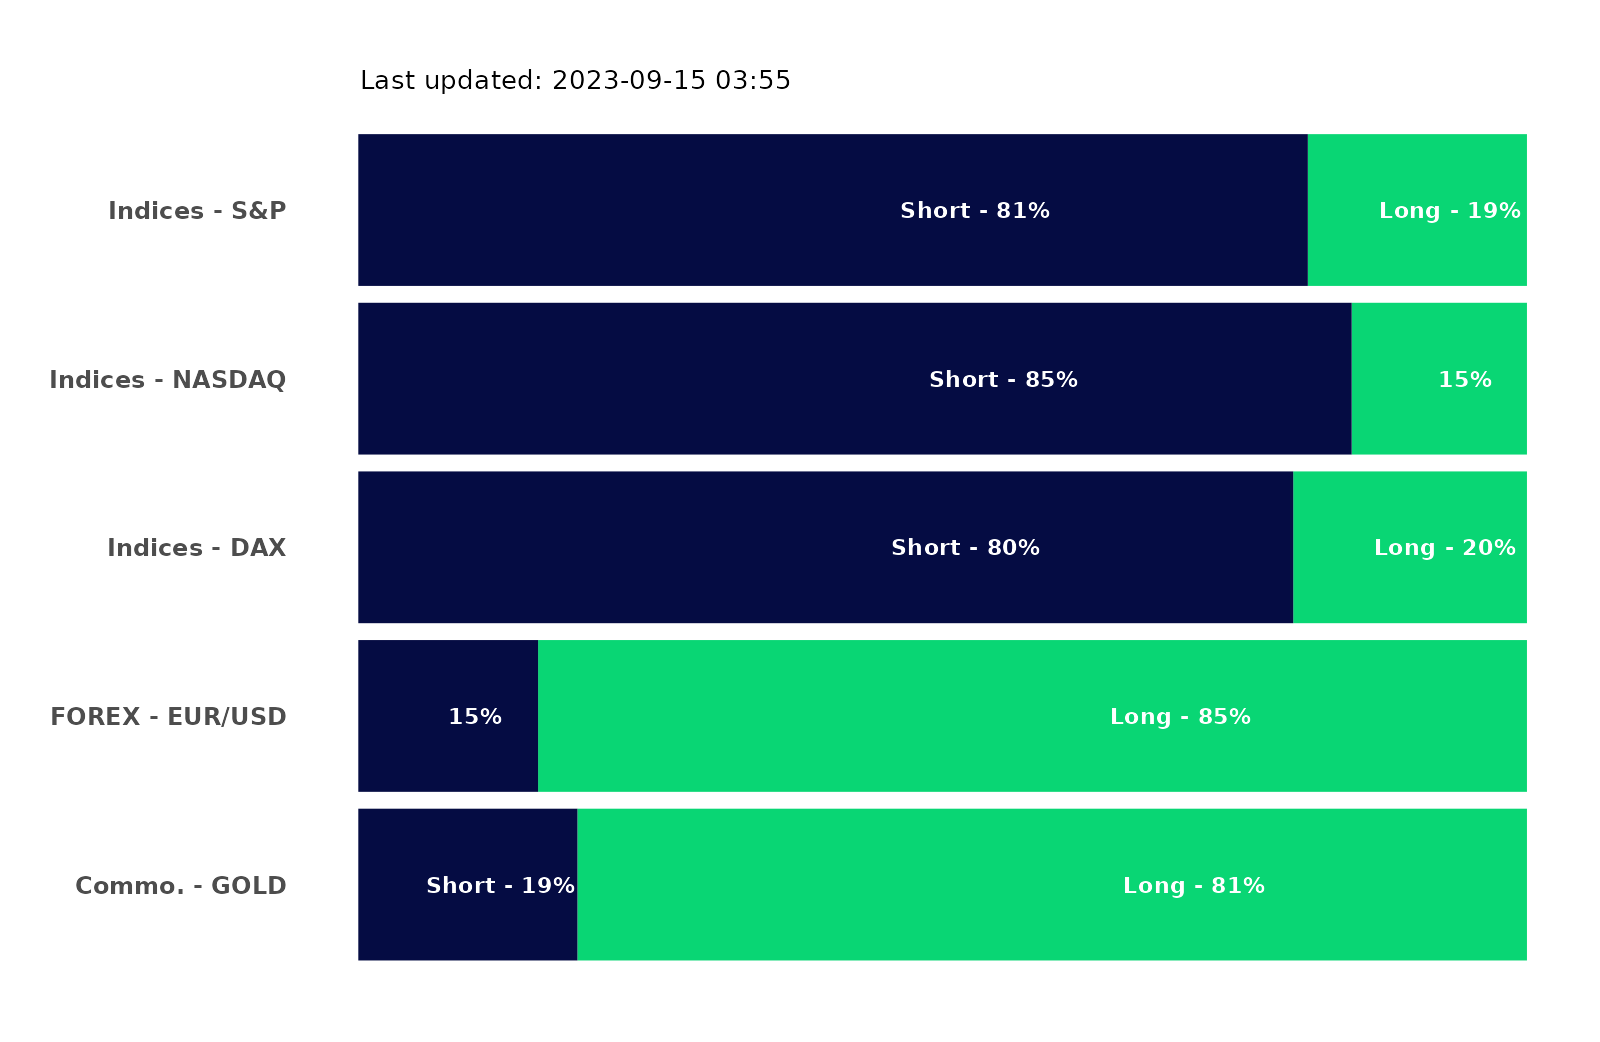 Last updated: 2023-09-15 03:55
Indices - S&P
Short - 81%
Long - 19%
Indices - NASDAQ
Short - 85%
15%
Indices - DAX
Short - 80%
Long - 20%
FOREX - EUR/USD
15%
Long - 85%
Commo. - GOLD
Short - 19%
Long - 81%